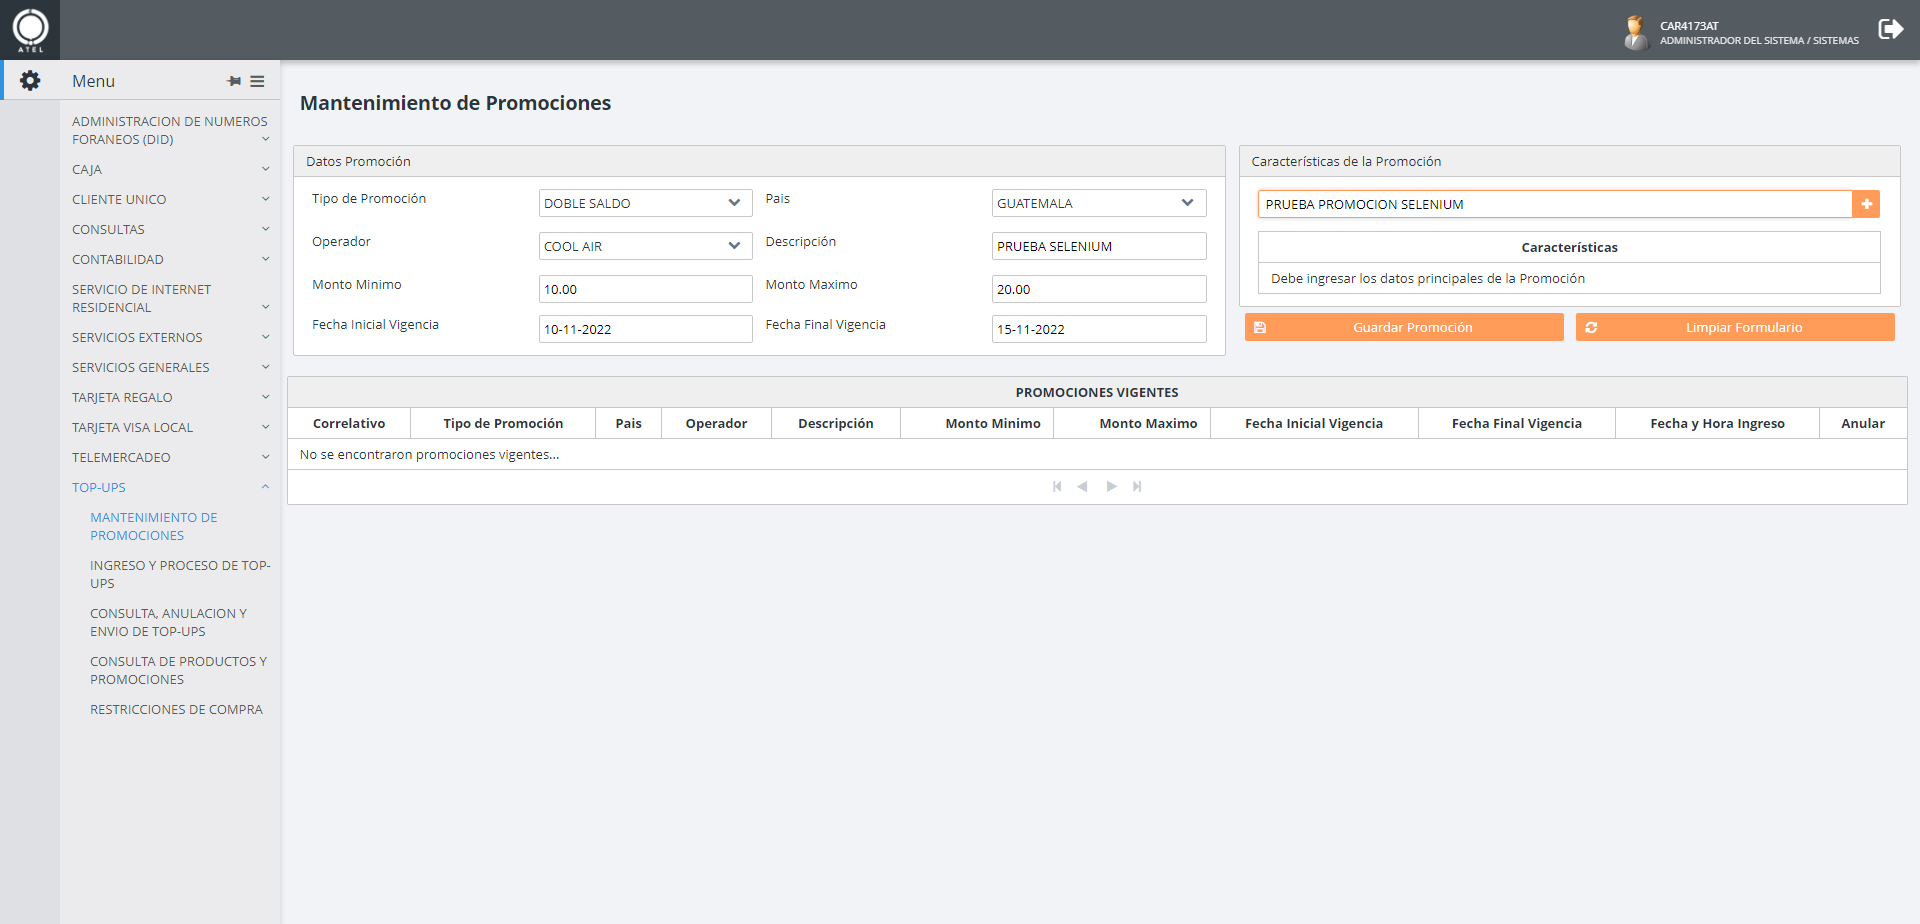 ATEL
CAR4173AT
ADMINISTRADOR DEL SISTEMA / SISTEMAS
Menu
ADMINISTRACION DE NUMEROS
FORANEOS (DID)
CAJA
CLIENTE UNICO
CONSULTAS
CONTABILIDAD
SERVICIO DE INTERNET
RESIDENCIAL
SERVICIOS EXTERNOS
SERVICIOS GENERALES
TARJETA REGALO
TARJETA VISA LOCAL
TELEMERCADEO
TOP-UPS
MANTENIMIENTO DE
PROMOCIONES
INGRESO Y PROCESO DE TOP-
UPS
CONSULTA, ANULACION Y
ENVIO DE TOP-UPS
CONSULTA DE PRODUCTOS Y
PROMOCIONES
RESTRICCIONES DE COMPRA
Mantenimiento de Promociones
Datos Promoción
Tipo de Promoción DOBLE SALDO Pais GUATEMALA
Operador COOL AIR Descripción PRUEBA SELENIUM
Monto Minimo 10.00 Monto Maximo 20.00
Fecha Inicial Vigencia 10-11-2022 Fecha Final Vigencia 15-11-2022
Características de la Promoción
PRUEBA PROMOCION SELENIUM
Características
Debe ingresar los datos principales de la Promoción
Guardar Promoción Limpiar Formulario
PROMOCIONES VIGENTES
Correlativo Tipo de Promoción Pais Operador Descripción Monto Minimo Monto Maximo Fecha Inicial Vigencia Fecha Final Vigencia Fecha y Hora Ingreso Anular
No se encontraron promociones vigentes...